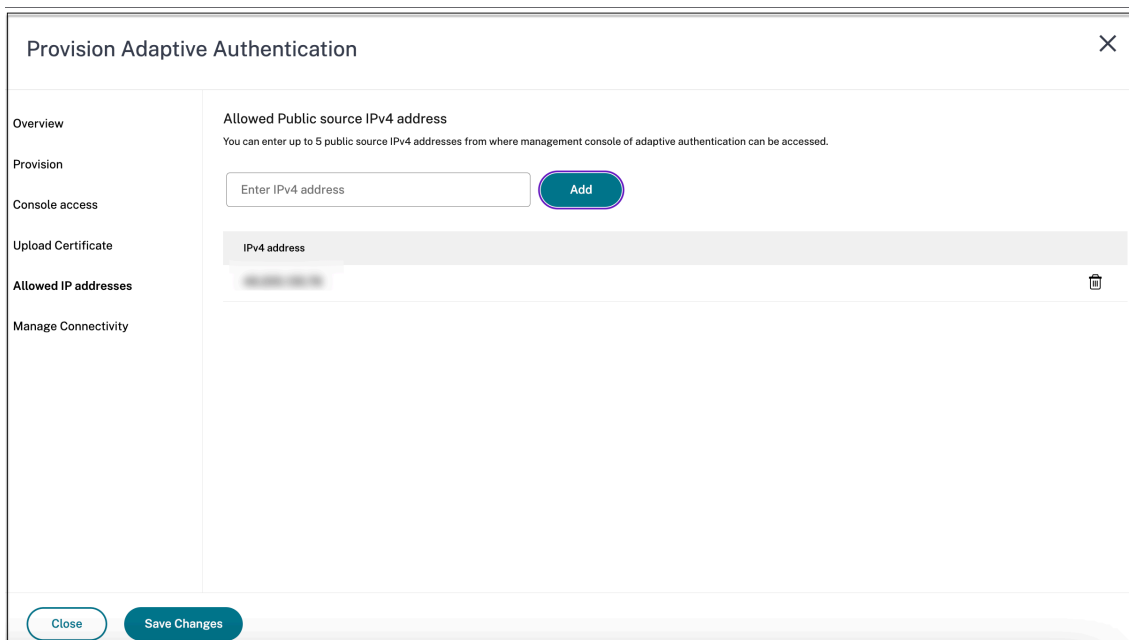 Provision Adaptive Authentication
Overview
Provision
Console access
Upload Certificate
Allowed IP addresses
Manage Connectivity
Allowed Public source IPv4 address
You can enter up to 5 public source IPv4 addresses from where management console of adaptive authentication can be accessed.
Enter IPv4 address
Add
IPv4 address
Close
Save Changes